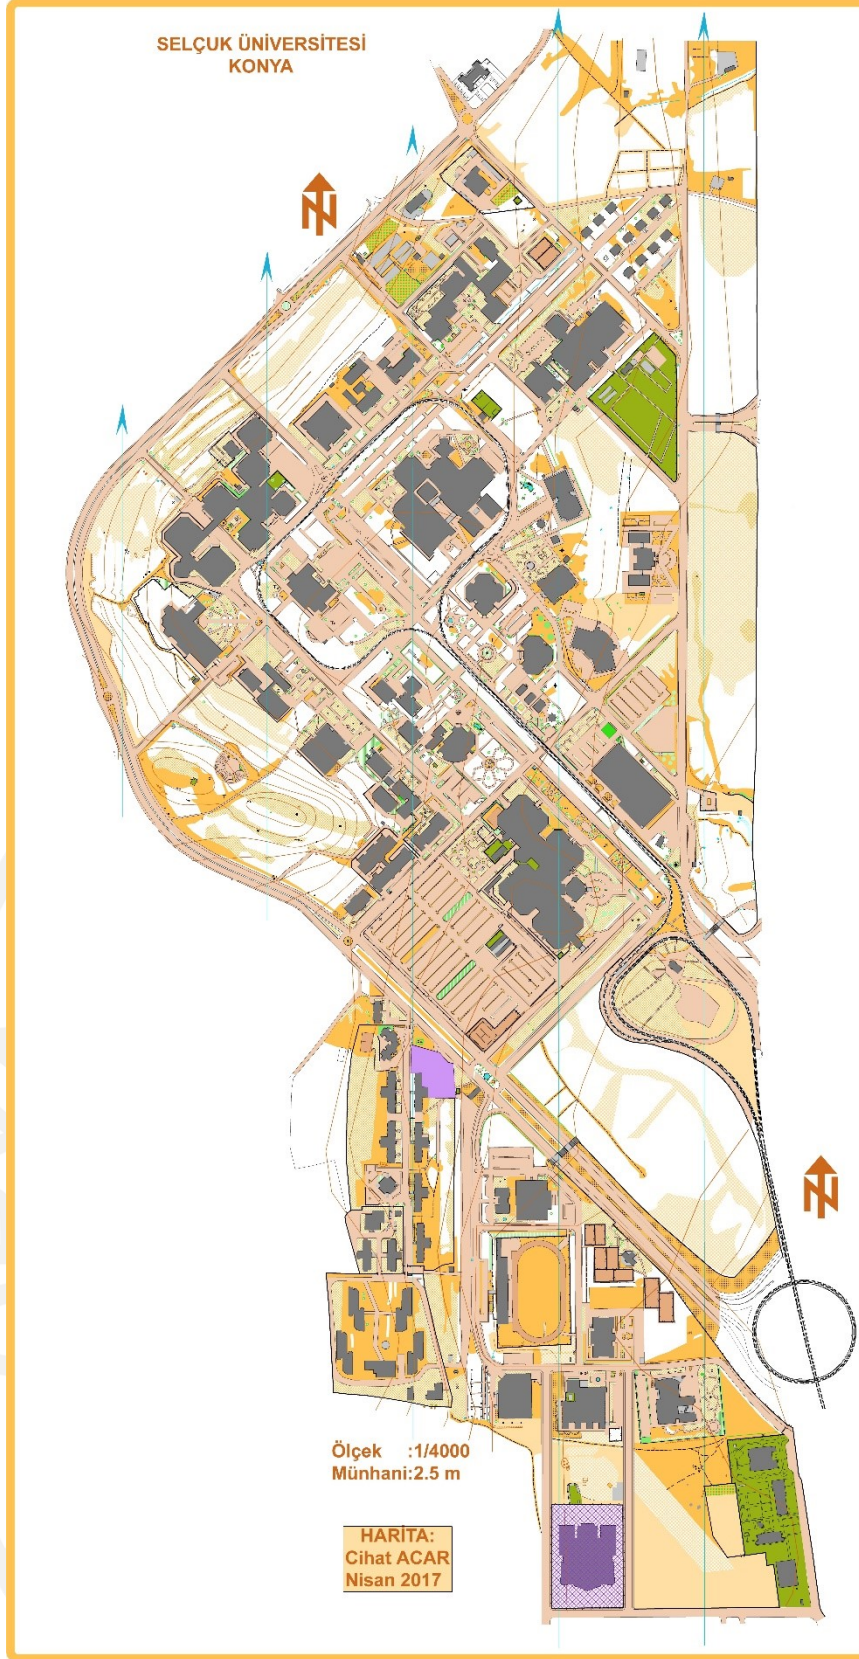 SELÇUK ÜNİVERSİTESİ
KONYA
N
N
Ölçek :1/4000
Münhani:2.5 m
HARİTA:
Cihat ACAR
Nisan 2017